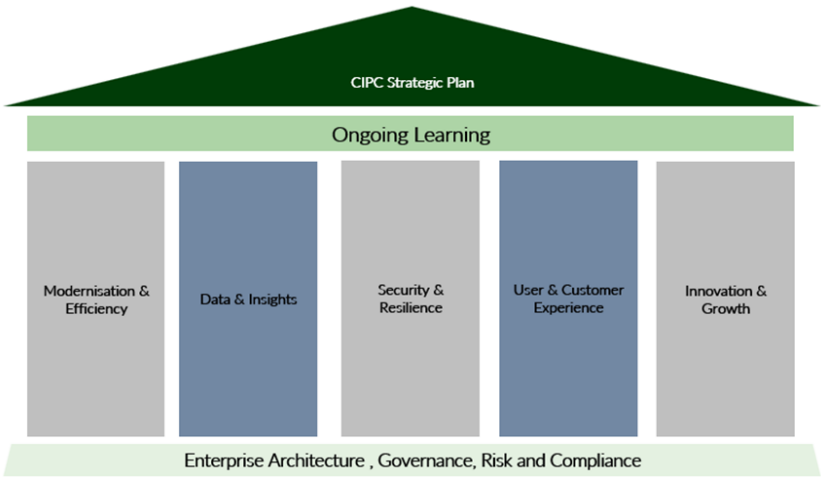 CIPC Strategic Plan
Ongoing Learning
Modernisation &
Efficiency
Data & Insights
Security &
Resilience
User & Customer
Experience
Innovation &
Growth
Enterprise Architecture , Governance, Risk and Compliance